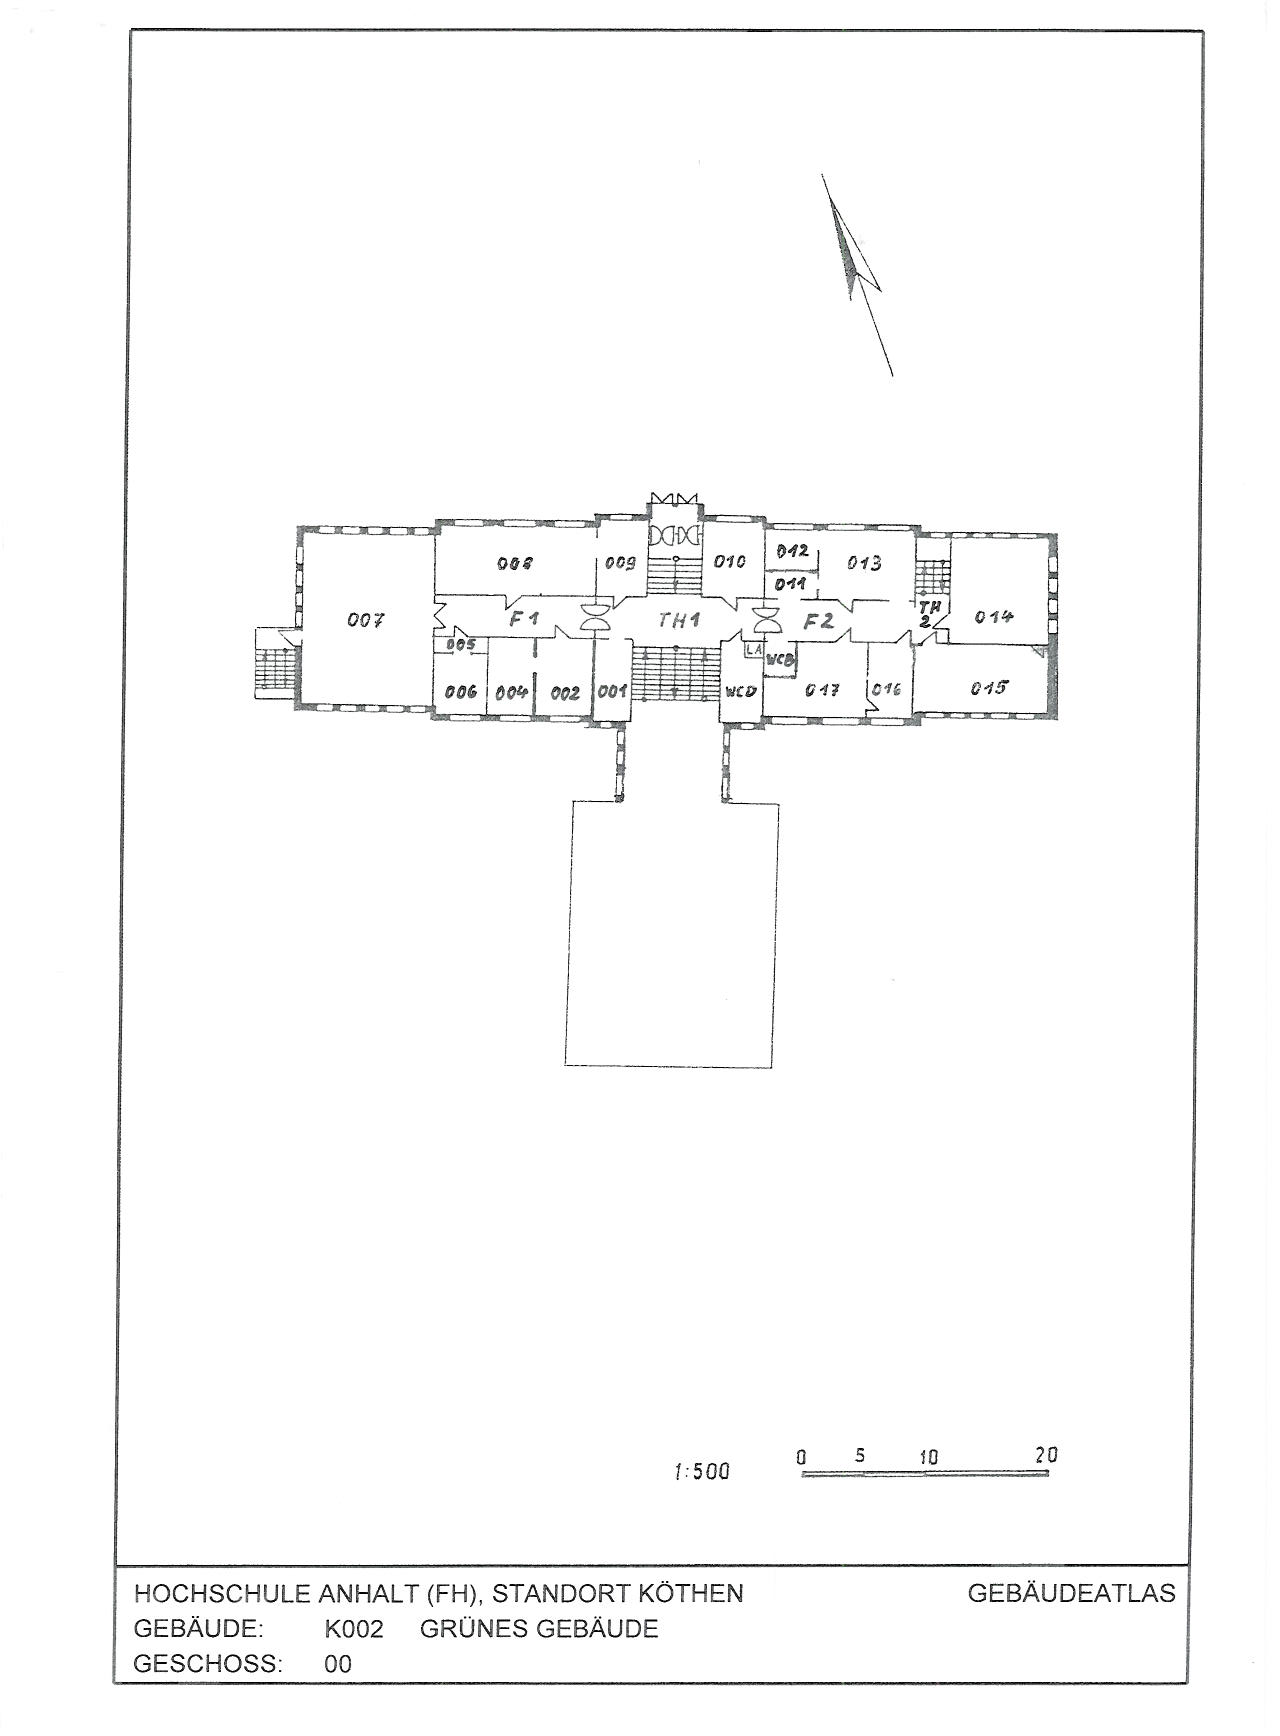 012
008
009
010
013
011
007
F1
TH1
F2
TH
2
014
005
LA
WCB
006
004
002
001
WCD
017
016
015
1:500
0 5 10 20
HOCHSCHULE ANHALT (FH), STANDORT KÖTHEN GEBÄUDEATLAS
GEBÄUDE: K002 GRÜNES GEBÄUDE
GESCHOSS: 00